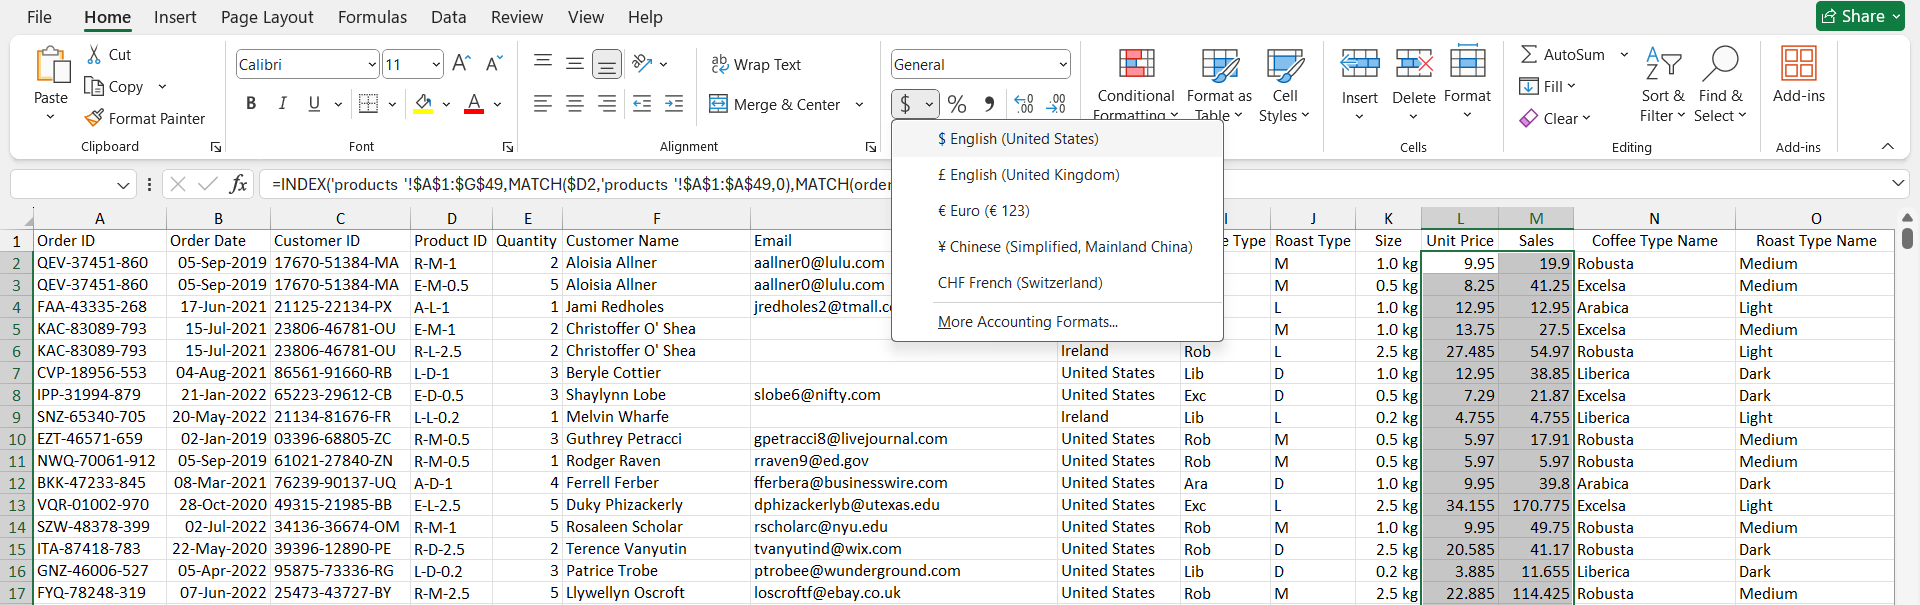 File Home Insert Page Layout Formulas Data Review View Help Share
Cut
Copy
Format Painter
Paste
Clipboard
Calibri 11
B I U A
Font
ab Wrap Text
Merge & Center
Alignment
General
$ % , .00 .00
Conditional Formatting
Format as Table
Cell Styles
Insert Delete Format
Cells
AutoSum
Fill
Clear
Sort & Filter
Find & Select
Editing
Add-ins
Add-ins
$ English (United States)
£ English (United Kingdom)
€ Euro (€ 123)
¥ Chinese (Simplified, Mainland China)
CHF French (Switzerland)
More Accounting Formats...
fx =INDEX('products '!$A$1:$G$49,MATCH($D2,'products '!$A$1:$A$49,0),MATCH(order
A B C D E F I J K L M N O
1 Order ID Order Date Customer ID Product ID Quantity Customer Name Email e Type Roast Type Size Unit Price Sales Coffee Type Name Roast Type Name
2 QEV-37451-860 05-Sep-2019 17670-51384-MA R-M-1 2 Aloisia Allner aallner0@lulu.com M 1.0 kg 9.95 19.9 Robusta Medium
3 QEV-37451-860 05-Sep-2019 17670-51384-MA E-M-0.5 5 Aloisia Allner aallner0@lulu.com M 0.5 kg 8.25 41.25 Excelsa Medium
4 FAA-43335-268 17-Jun-2021 21125-22134-PX A-L-1 1 Jami Redholes jredholes2@tmall.co L 1.0 kg 12.95 12.95 Arabica Light
5 KAC-83089-793 15-Jul-2021 23806-46781-OU E-M-1 2 Christoffer O' Shea M 1.0 kg 13.75 27.5 Excelsa Medium
6 KAC-83089-793 15-Jul-2021 23806-46781-OU R-L-2.5 2 Christoffer O' Shea Ireland Rob L 2.5 kg 27.485 54.97 Robusta Light
7 CVP-18956-553 04-Aug-2021 86561-91660-RB L-D-1 3 Beryle Cottier United States Lib D 1.0 kg 12.95 38.85 Liberica Dark
8 IPP-31994-879 21-Jan-2022 65223-29612-CB E-D-0.5 3 Shaylynn Lobe slobe6@nifty.com United States Exc D 0.5 kg 7.29 21.87 Excelsa Dark
9 SNZ-65340-705 20-May-2022 21134-81676-FR L-L-0.2 1 Melvin Wharfe Ireland Lib L 0.2 kg 4.755 4.755 Liberica Light
10 EZT-46571-659 02-Jan-2019 03396-68805-ZC R-M-0.5 3 Guthrey Petracci gpetracci8@livejournal.com United States Rob M 0.5 kg 5.97 17.91 Robusta Medium
11 NWQ-70061-912 05-Sep-2019 61021-27840-ZN R-M-0.5 1 Rodger Raven rraven9@ed.gov United States Rob M 0.5 kg 5.97 5.97 Robusta Medium
12 BKK-47233-845 08-Mar-2021 76239-90137-UQ A-D-1 4 Ferrell Ferber fferbera@businesswire.com United States Ara D 1.0 kg 9.95 39.8 Arabica Dark
13 VQR-01002-970 28-Oct-2020 49315-21985-BB E-L-2.5 5 Duky Phizackerly dphizackerlyb@utexas.edu United States Exc L 2.5 kg 34.155 170.775 Excelsa Light
14 SZW-48378-399 02-Jul-2022 34136-36674-OM R-M-1 5 Rosaleen Scholar rscholarc@nyu.edu United States Rob M 1.0 kg 9.95 49.75 Robusta Medium
15 ITA-87418-783 22-May-2020 39396-12890-PE R-D-2.5 2 Terence Vanyutin tvanyutind@wix.com United States Rob D 2.5 kg 20.585 41.17 Robusta Dark
16 GNZ-46006-527 05-Apr-2022 95875-73336-RG L-D-0.2 3 Patrice Trobe ptrobee@wunderground.com United States Lib D 0.2 kg 3.885 11.655 Liberica Dark
17 FYQ-78248-319 07-Jun-2022 25473-43727-BY R-M-2.5 5 Llywellyn Oscroft loscroftf@ebay.co.uk United States Rob M 2.5 kg 22.885 114.425 Robusta Medium